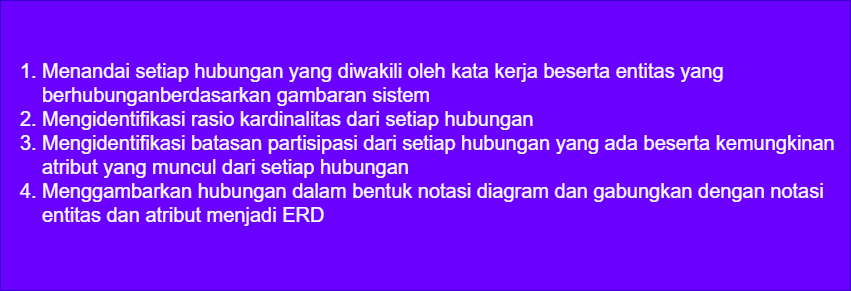 1. Menandai setiap hubungan yang diwakili oleh kata kerja beserta entitas yang
berhubunganberdasarkan gambaran sistem
2. Mengidentifikasi rasio kardinalitas dari setiap hubungan
3. Mengidentifikasi batasan partisipasi dari setiap hubungan yang ada beserta kemungkinan
atribut yang muncul dari setiap hubungan
4. Menggambarkan hubungan dalam bentuk notasi diagram dan gabungkan dengan notasi
entitas dan atribut menjadi ERD